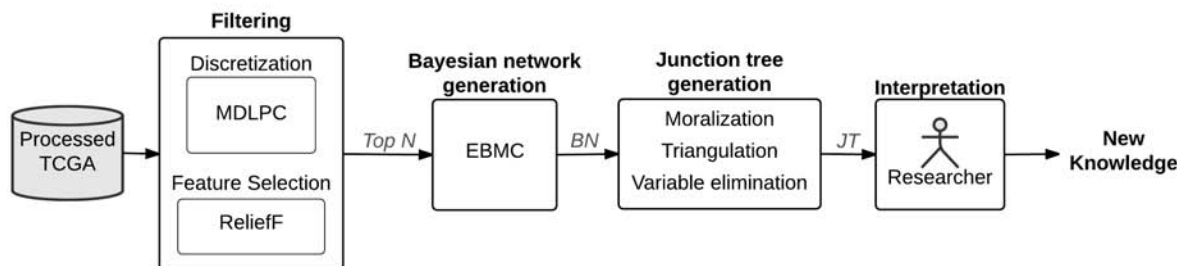 Filtering
Discretization
MDLPC
Feature Selection
ReliefF
Processed
TCGA
Top N
Bayesian network
generation
EBMC
BN
Junction tree
generation
Moralization
Triangulation
Variable elimination
JT
Interpretation
Researcher
New
Knowledge